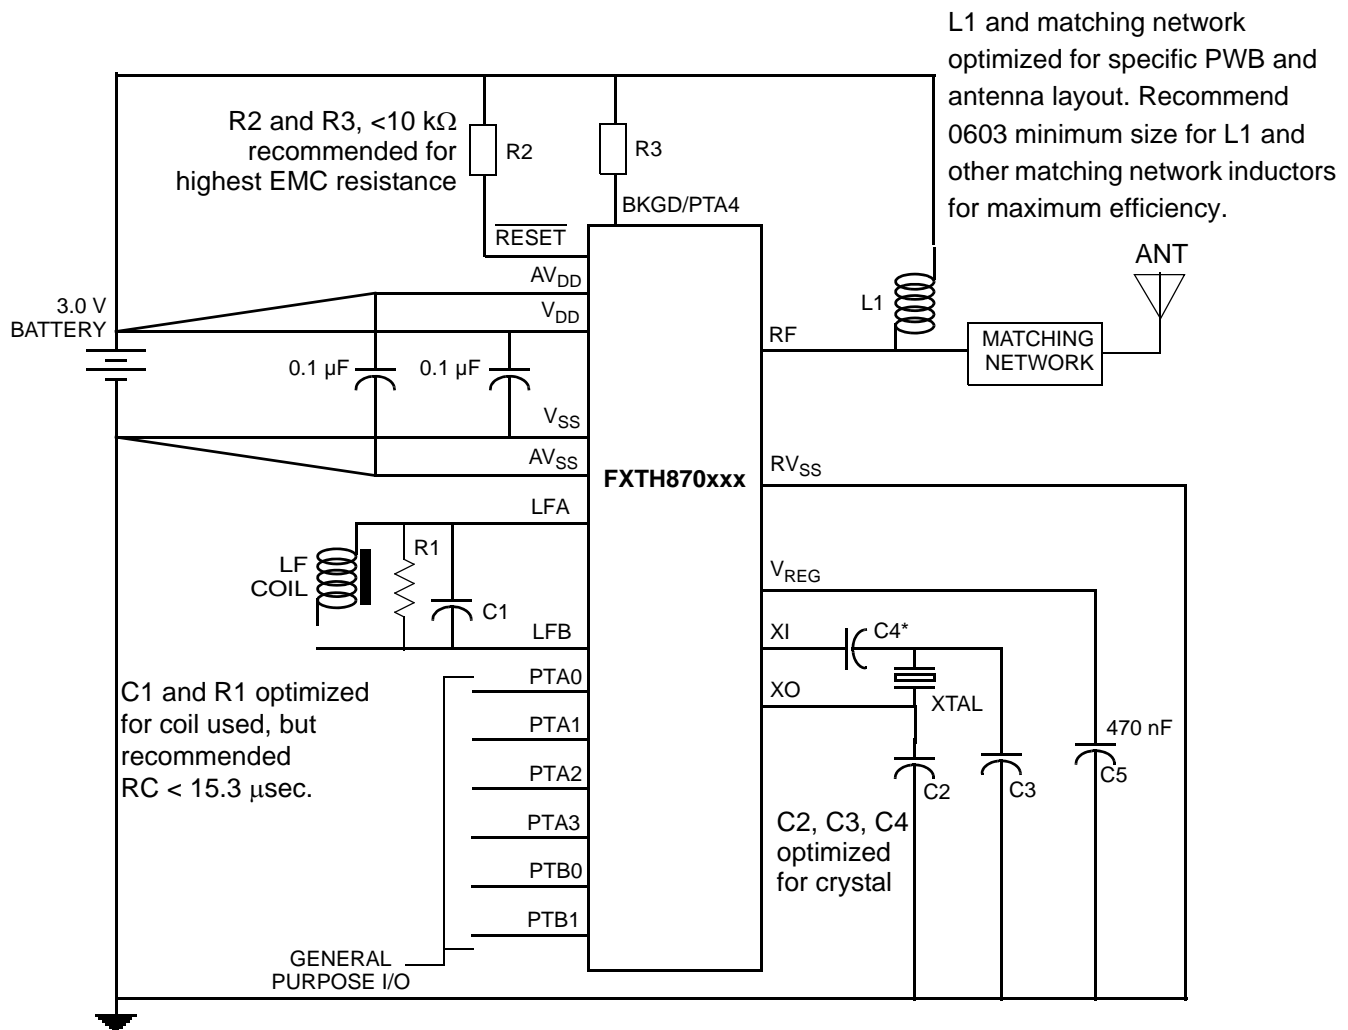 L1 and matching network
optimized for specific PWB and
antenna layout. Recommend
0603 minimum size for L1 and
other matching network inductors
for maximum efficiency.
R2 and R3, <10 kΩ
recommended for
highest EMC resistance
R2
R3
BKGD/PTA4
RESET
AVDD
VDD
3.0 V
BATTERY
0.1 µF
0.1 µF
VSS
AVSS
LFA
LF
COIL
R1
C1
LFB
C1 and R1 optimized
for coil used, but
recommended
RC < 15.3 µsec.
PTA0
PTA1
PTA2
PTA3
PTB0
PTB1
GENERAL
PURPOSE I/O
FXTH870xxx
ANT
L1
RF
MATCHING
NETWORK
RVSS
VREG
XI
C4*
XO
XTAL
470 nF
C2
C3
C5
C2, C3, C4
optimized
for crystal